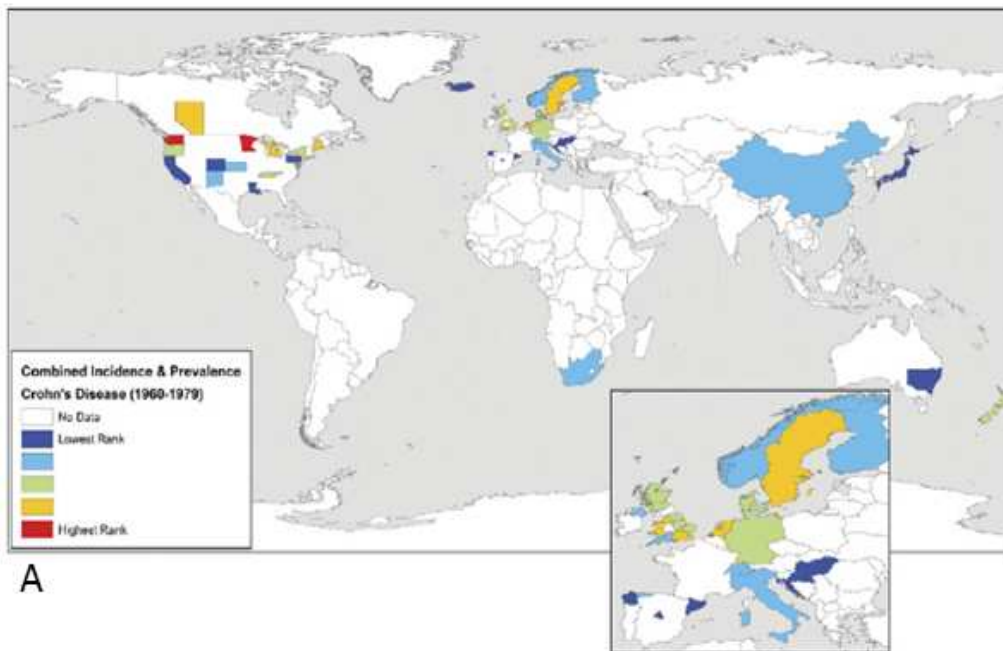 Combined Incidence & Prevalence
Crohn's Disease (1960-1979)
No Data
Lowest Rank
Highest Rank
A